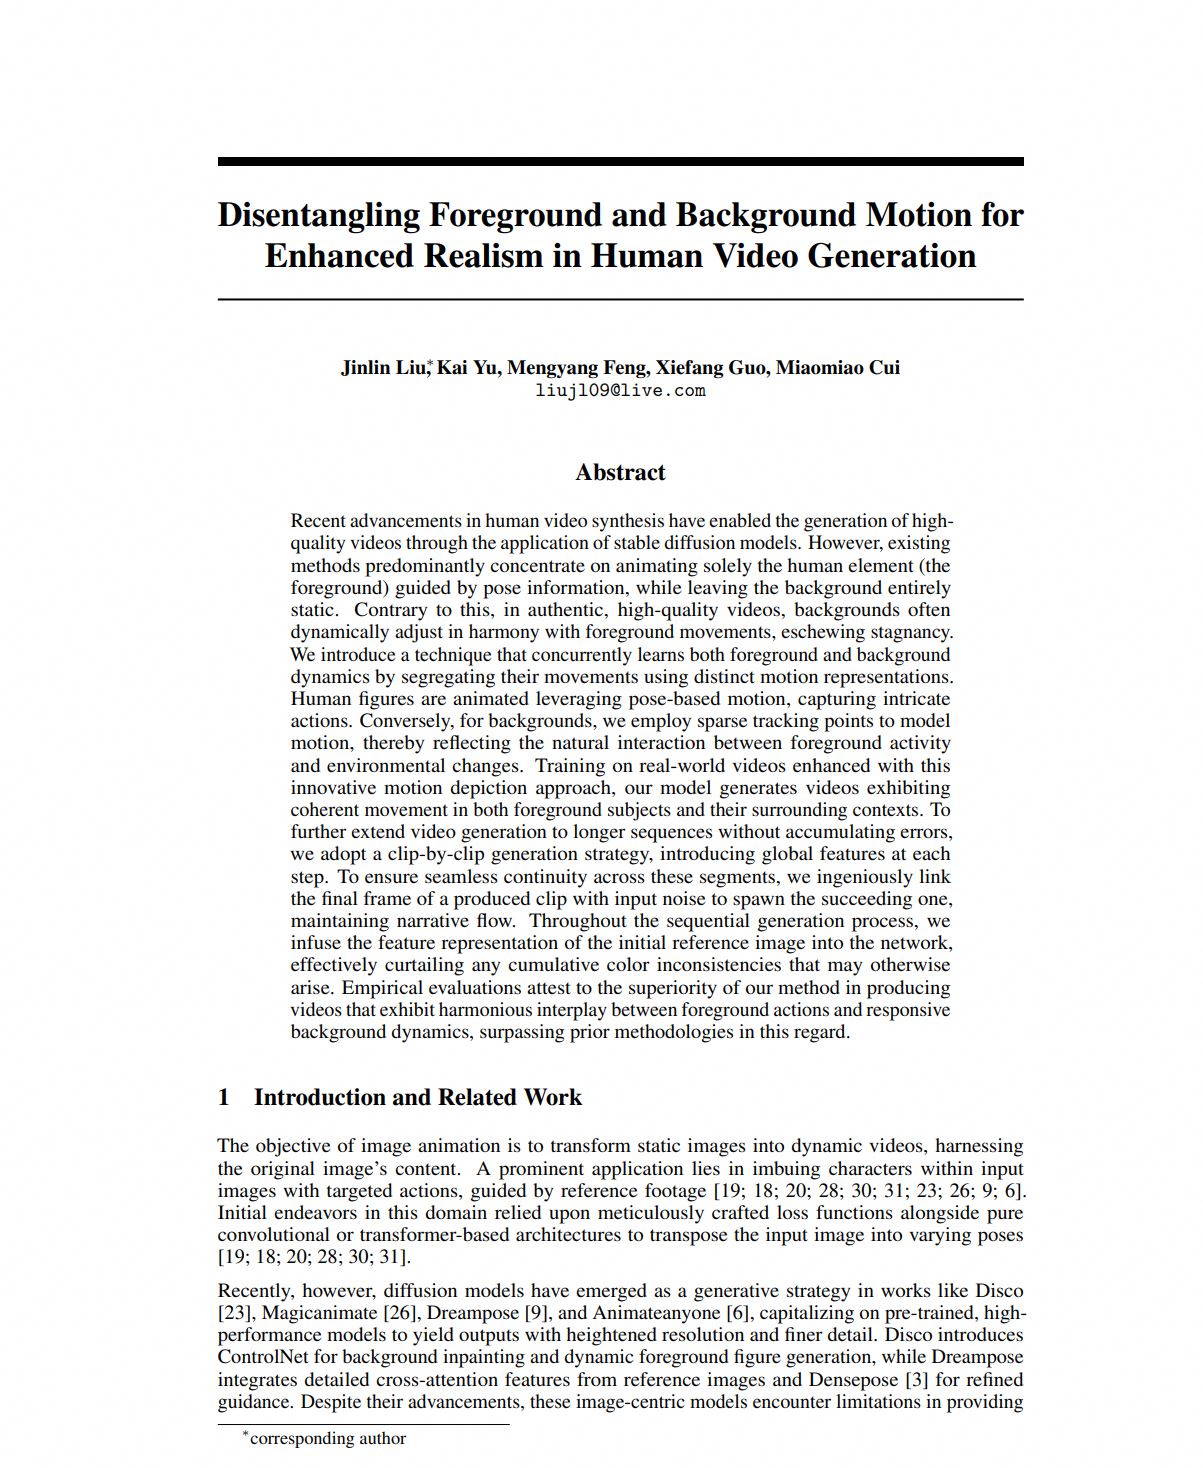 Disentangling Foreground and Background Motion for
Enhanced Realism in Human Video Generation
Jinlin Liu,* Kai Yu, Mengyang Feng, Xiefang Guo, Miaomiao Cui
liujl09@live.com
Abstract
Recent advancements in human video synthesis have enabled the generation of high-
quality videos through the application of stable diffusion models. However, existing
methods predominantly concentrate on animating solely the human element (the
foreground) guided by pose information, while leaving the background entirely
static. Contrary to this, in authentic, high-quality videos, backgrounds often
dynamically adjust in harmony with foreground movements, eschewing stagnancy.
We introduce a technique that concurrently learns both foreground and background
dynamics by segregating their movements using distinct motion representations.
Human figures are animated leveraging pose-based motion, capturing intricate
actions. Conversely, for backgrounds, we employ sparse tracking points to model
motion, thereby reflecting the natural interaction between foreground activity
and environmental changes. Training on real-world videos enhanced with this
innovative motion depiction approach, our model generates videos exhibiting
coherent movement in both foreground subjects and their surrounding contexts. To
further extend video generation to longer sequences without accumulating errors,
we adopt a clip-by-clip generation strategy, introducing global features at each
step. To ensure seamless continuity across these segments, we ingeniously link
the final frame of a produced clip with input noise to spawn the succeeding one,
maintaining narrative flow. Throughout the sequential generation process, we
infuse the feature representation of the initial reference image into the network,
effectively curtailing any cumulative color inconsistencies that may otherwise
arise. Empirical evaluations attest to the superiority of our method in producing
videos that exhibit harmonious interplay between foreground actions and responsive
background dynamics, surpassing prior methodologies in this regard.
1 Introduction and Related Work
The objective of image animation is to transform static images into dynamic videos, harnessing
the original image's content. A prominent application lies in imbuing characters within input
images with targeted actions, guided by reference footage [19; 18; 20; 28; 30; 31; 23; 26; 9; 6].
Initial endeavors in this domain relied upon meticulously crafted loss functions alongside pure
convolutional or transformer-based architectures to transpose the input image into varying poses
[19; 18; 20; 28; 30; 31].
Recently, however, diffusion models have emerged as a generative strategy in works like Disco
[23], Magicanimate [26], Dreampose [9], and Animateanyone [6], capitalizing on pre-trained, high-
performance models to yield outputs with heightened resolution and finer detail. Disco introduces
ControlNet for background inpainting and dynamic foreground figure generation, while Dreampose
integrates detailed cross-attention features from reference images and Densepose [3] for refined
guidance. Despite their advancements, these image-centric models encounter limitations in providing
*corresponding author